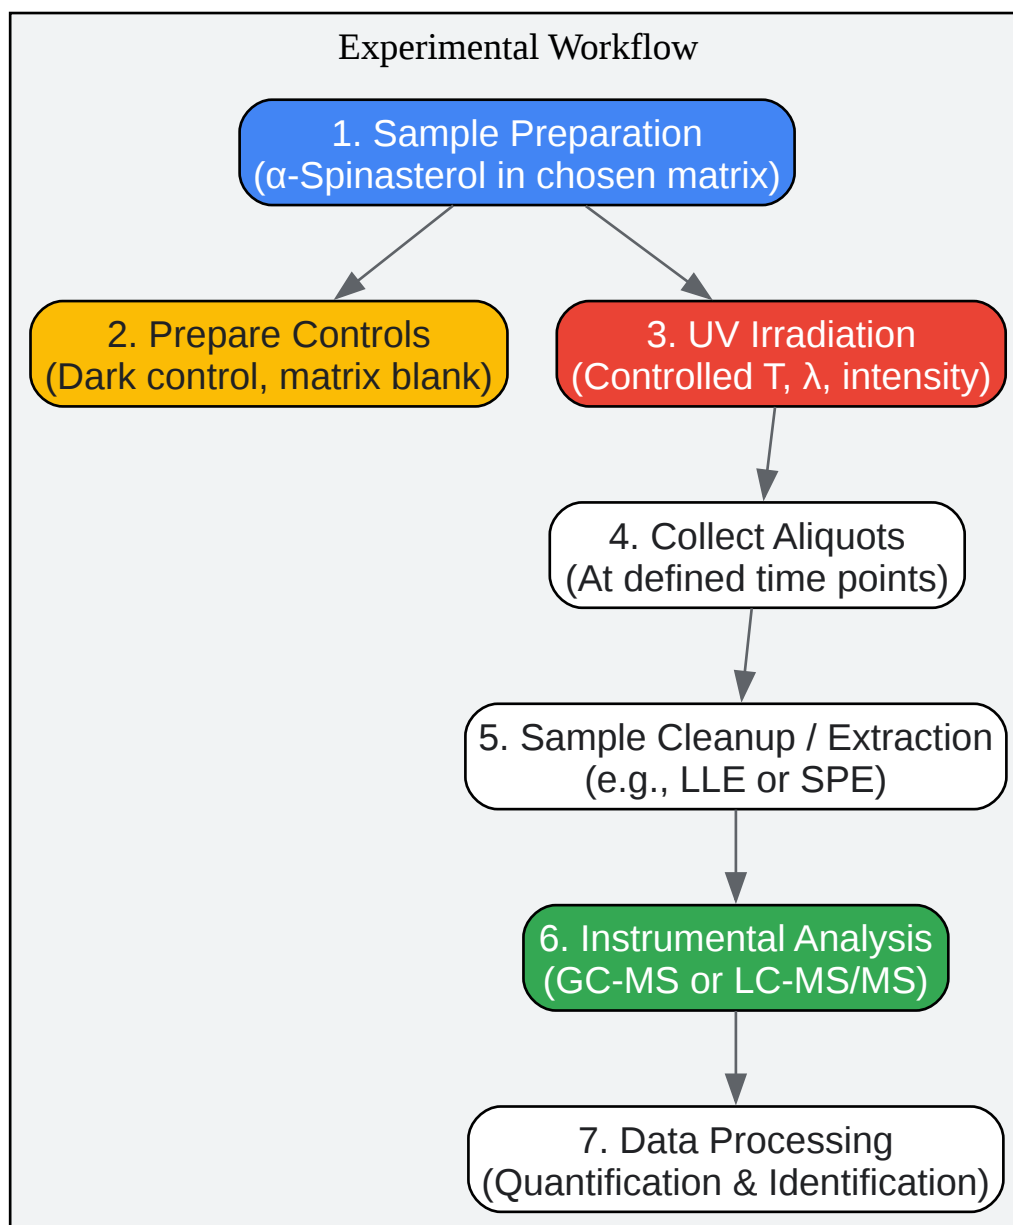 Experimental Workflow
1. Sample Preparation
(α-Spinasterol in chosen matrix)
2. Prepare Controls
(Dark control, matrix blank)
3. UV Irradiation
(Controlled T, λ, intensity)
4. Collect Aliquots
(At defined time points)
5. Sample Cleanup / Extraction
(e.g., LLE or SPE)
6. Instrumental Analysis
(GC-MS or LC-MS/MS)
7. Data Processing
(Quantification & Identification)